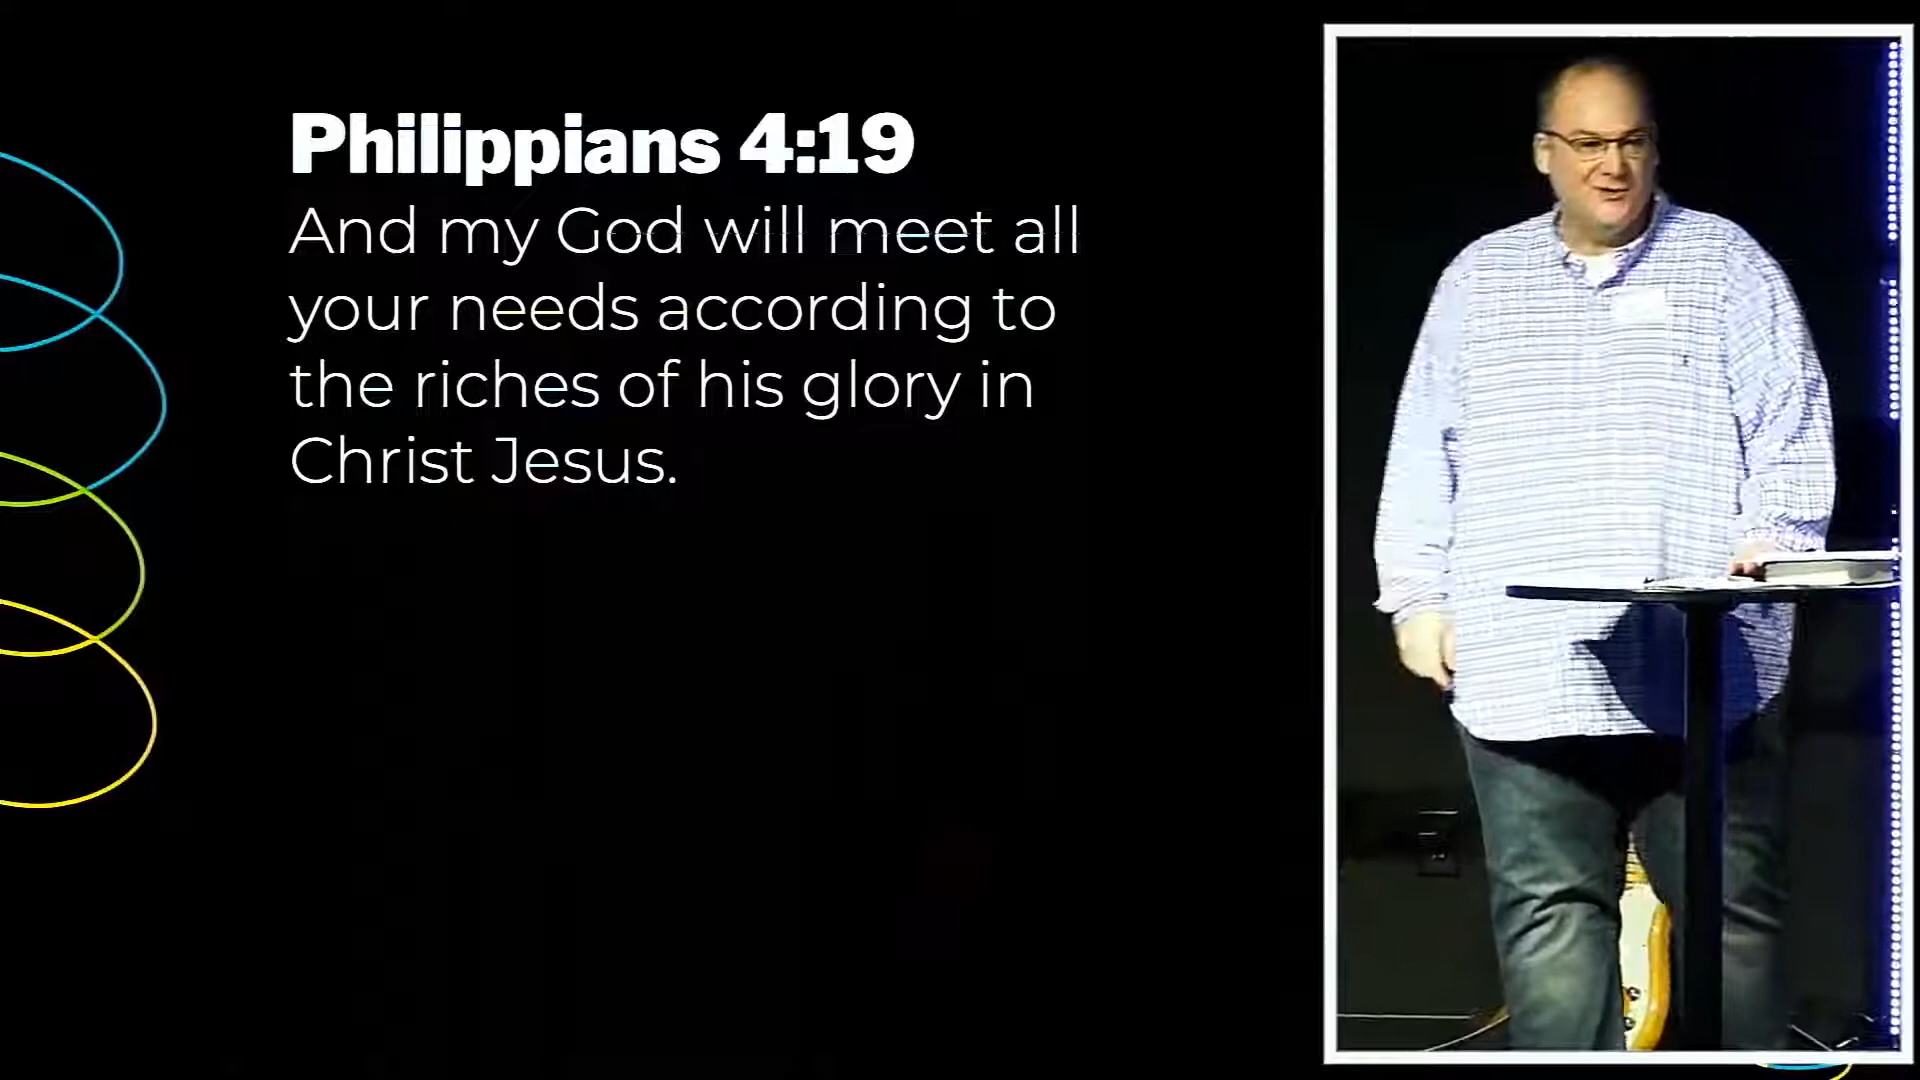 Philippians 4:19
And my God will meet all
your needs according to
the riches of his glory in
Christ Jesus.